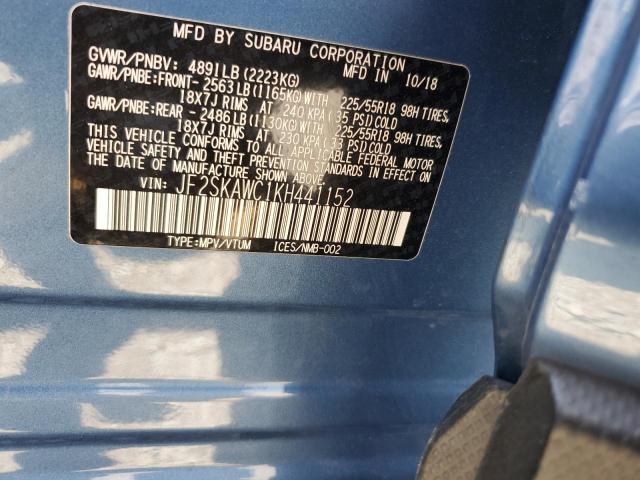 MFD BY SUBARU CORPORATION
GVWR/PNBV: 4891LB(2223KG) MFD IN 10/18
GAWR/PNBE:FRONT- 2563LB(1165KG)WITH 225/55R18 98H TIRES,
18X7J RIMS AT 240 KPA(35 PSI)COLD
GAWR/PNBE:REAR - 2486LB(1130KG)WITH 225/55R18 98H TIRES,
18X7J RIMS AT 230 KPA(33 PSI)COLD
THIS VEHICLE CONFORMS TO ALL APPLICABLE FEDERAL MOTOR
VEHICLE SAFETY AND THEFT PREVENTION STANDARDS IN EFFECT ON
THE DATE OF MANUFACTURE SHOWN ABOVE.
VIN: JF2SKAWC1KH441152
TYPE:MPV/VTUM ICES/NMB-002